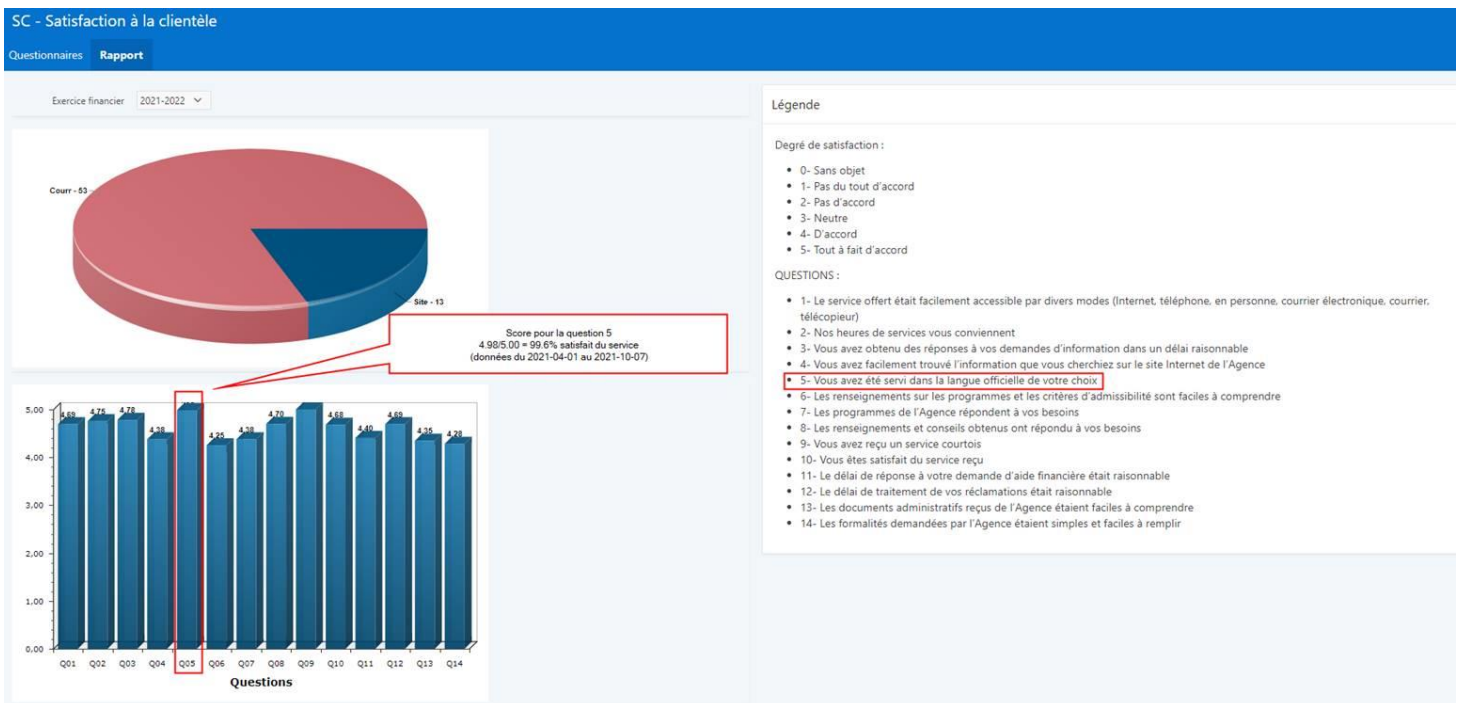 SC - Satisfaction à la clientèle
Questionnaires Rapport
Exercice financier 2021-2022
Courr - 53
Site - 13
Score pour la question 5
4.98/5.00 = 99.6% satisfait du service
(données du 2021-04-01 au 2021-10-07)
5,00
4,00
3,00
2,00
1,00
0,00
4,69 4,75 4,78 4,38 4,25 4,38 4,70 4,68 4,40 4,69 4,35 4,28
Q01 Q02 Q03 Q04 Q05 Q06 Q07 Q08 Q09 Q10 Q11 Q12 Q13 Q14
Questions
Légende
Degré de satisfaction :
0- Sans objet
1- Pas du tout d'accord
2- Pas d'accord
3- Neutre
4- D'accord
5- Tout à fait d'accord
QUESTIONS :
1- Le service offert était facilement accessible par divers modes (Internet, téléphone, en personne, courrier électronique, courrier,
télécopieur)
2- Nos heures de services vous conviennent
3- Vous avez obtenu des réponses à vos demandes d'information dans un délai raisonnable
4- Vous avez facilement trouvé l'information que vous cherchiez sur le site Internet de l'Agence
5- Vous avez été servi dans la langue officielle de votre choix
6- Les renseignements sur les programmes et les critères d'admissibilité sont faciles à comprendre
7- Les programmes de l'Agence répondent à vos besoins
8- Les renseignements et conseils obtenus ont répondu à vos besoins
9- Vous avez reçu un service courtois
10- Vous êtes satisfait du service reçu
11- Le délai de réponse à votre demande d'aide financière était raisonnable
12- Le délai de traitement de vos réclamations était raisonnable
13- Les documents administratifs reçus de l'Agence étaient faciles à comprendre
14- Les formalités demandées par l'Agence étaient simples et faciles à remplir